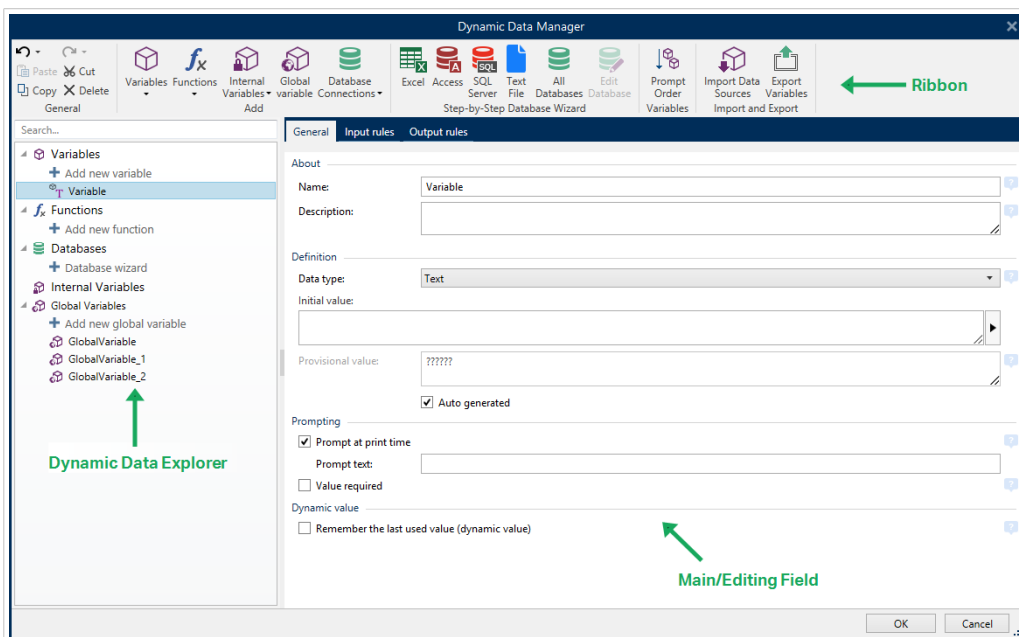 Dynamic Data Manager
Paste Cut
Copy Delete
General
Variables Functions Internal Variables Global variable Database Connections
Add
Excel Access SQL Server Text File All Databases Edit Database
Step-by-Step Database Wizard
Prompt Order
Variables
Import Data Sources Export Variables
Import and Export
Ribbon
Search...
Variables
Add new variable
Variable
Functions
Add new function
Databases
Database wizard
Internal Variables
Global Variables
Add new global variable
GlobalVariable
GlobalVariable_1
GlobalVariable_2
Dynamic Data Explorer
General Input rules Output rules
About
Name: Variable
Description:
Definition
Data type: Text
Initial value:
Provisional value: ??????
Auto generated
Prompting
Prompt at print time
Prompt text:
Value required
Dynamic value
Remember the last used value (dynamic value)
Main/Editing Field
OK Cancel